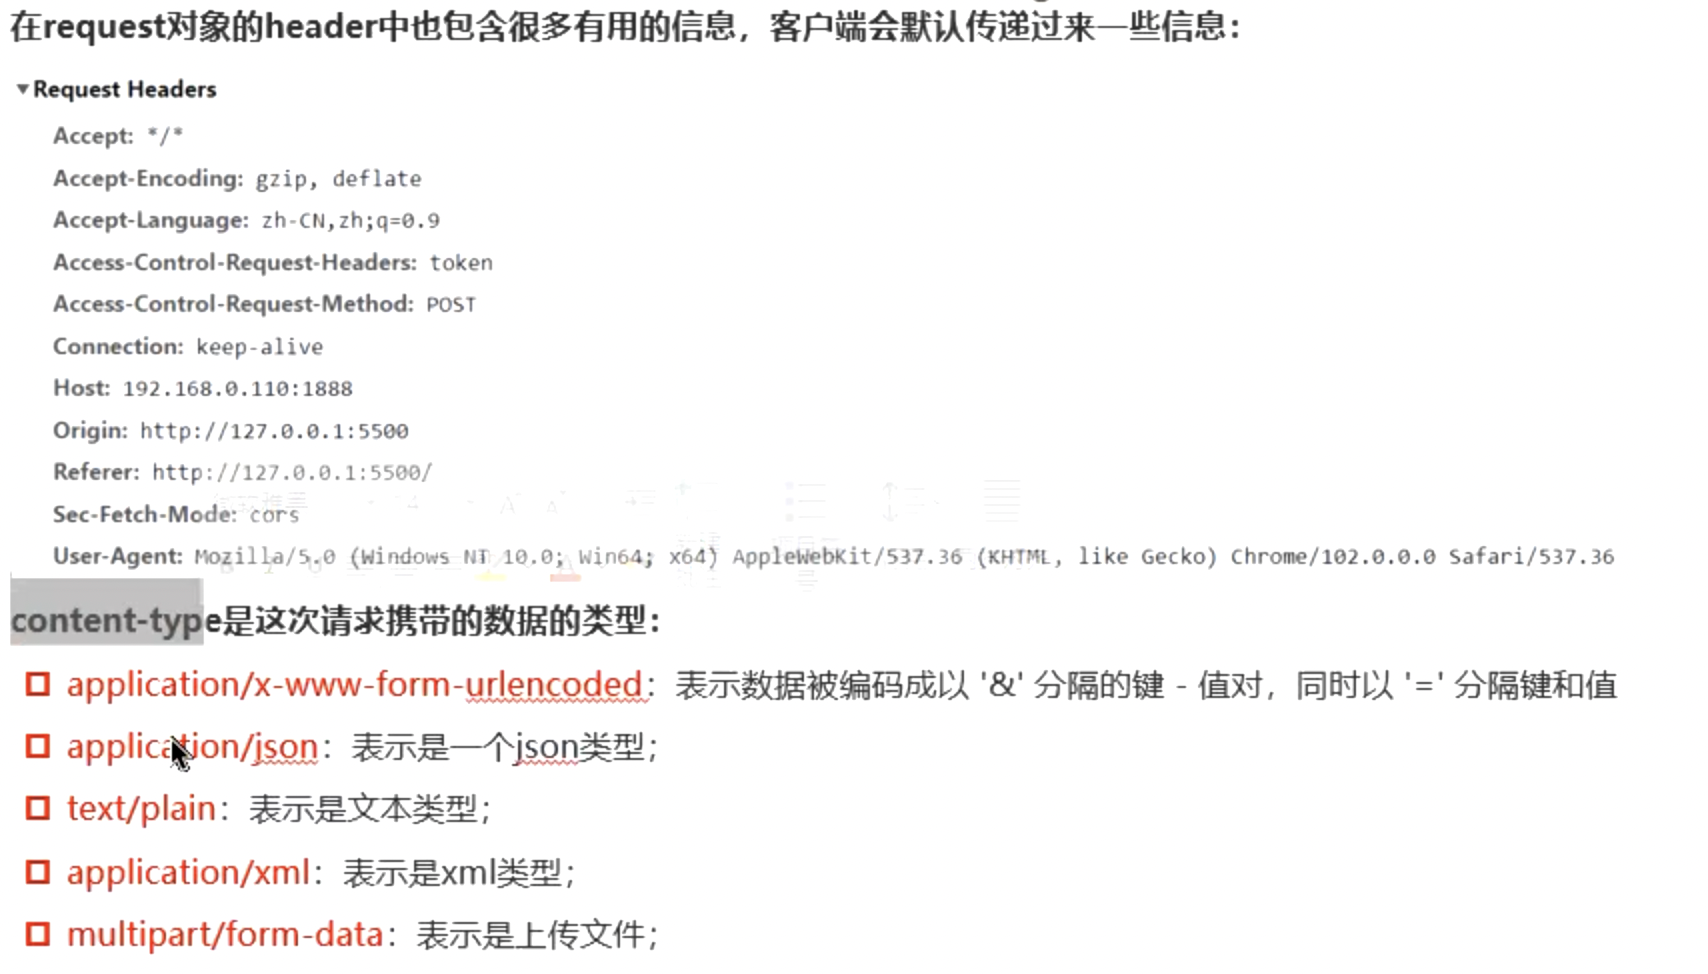 在request对象的header中也包含很多有用的信息，客户端会默认传递过来一些信息：
Request Headers
Accept: */*
Accept-Encoding: gzip, deflate
Accept-Language: zh-CN,zh;q=0.9
Access-Control-Request-Headers: token
Access-Control-Request-Method: POST
Connection: keep-alive
Host: 192.168.0.110:1888
Origin: http://127.0.0.1:5500
Referer: http://127.0.0.1:5500/
Sec-Fetch-Mode: cors
User-Agent: Mozilla/5.0 (Windows NT 10.0; Win64; x64) AppleWebKit/537.36 (KHTML, like Gecko) Chrome/102.0.0.0 Safari/537.36
content-type是这次请求携带的数据的类型：
application/x-www-form-urlencoded：表示数据被编码成以 '&' 分隔的键 - 值对，同时以 '=' 分隔键和值
application/json：表示是一个json类型；
text/plain：表示是文本类型；
application/xml：表示是xml类型；
multipart/form-data：表示是上传文件；